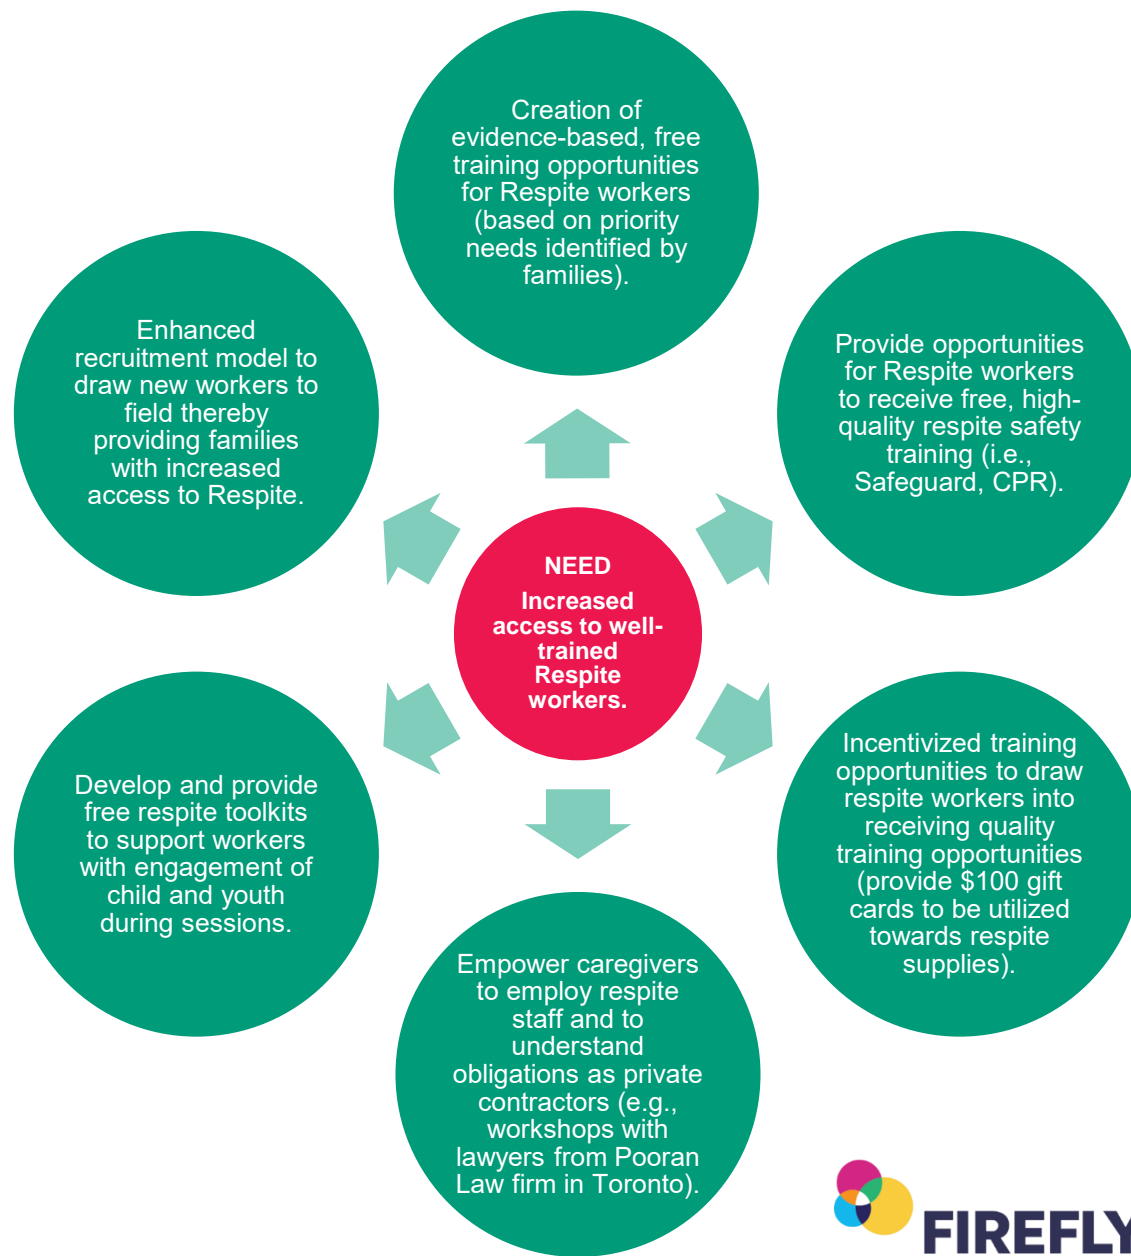 Creation of
evidence-based, free
training opportunities
for Respite workers
(based on priority
needs identified by
families).
Provide opportunities
for Respite workers
to receive free, high-
quality respite safety
training (i.e.,
Safeguard, CPR).
Incentivized training
opportunities to draw
respite workers into
receiving quality
training opportunities
(provide $100 gift
cards to be utilized
towards respite
supplies).
Empower caregivers
to employ respite
staff and to
understand
obligations as private
contractors (e.g.,
workshops with
lawyers from Pooran
Law firm in Toronto).
Develop and provide
free respite toolkits
to support workers
with engagement of
child and youth
during sessions.
Enhanced
recruitment model to
draw new workers to
field thereby
providing families
with increased
access to Respite.
NEED
Increased
access to well-
trained
Respite
workers.
FIREFLY